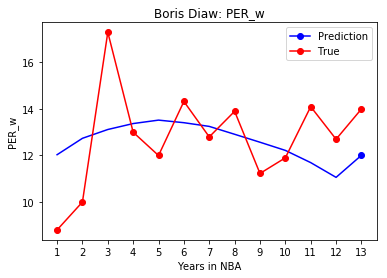 Boris Diaw: PER_w
Prediction
True
PER_w
16
14
12
10
1 2 3 4 5 6 7 8 9 10 11 12 13
Years in NBA